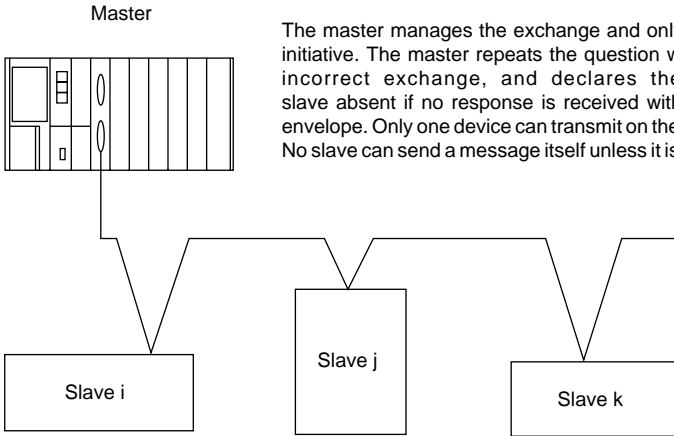 Master
The master manages the exchange and only
initiative. The master repeats the question w
incorrect exchange, and declares the
slave absent if no response is received with
envelope. Only one device can transmit on the
No slave can send a message itself unless it is
Slave i
Slave j
Slave k